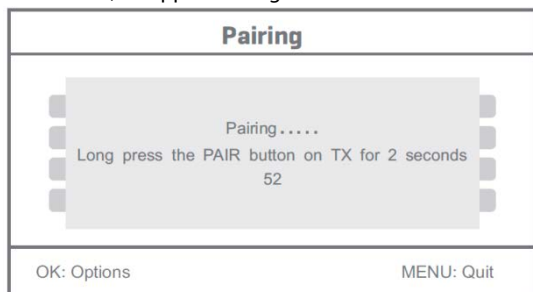 Pairing
Pairing.....
Long press the PAIR button on TX for 2 seconds
52
OK: Options MENU: Quit